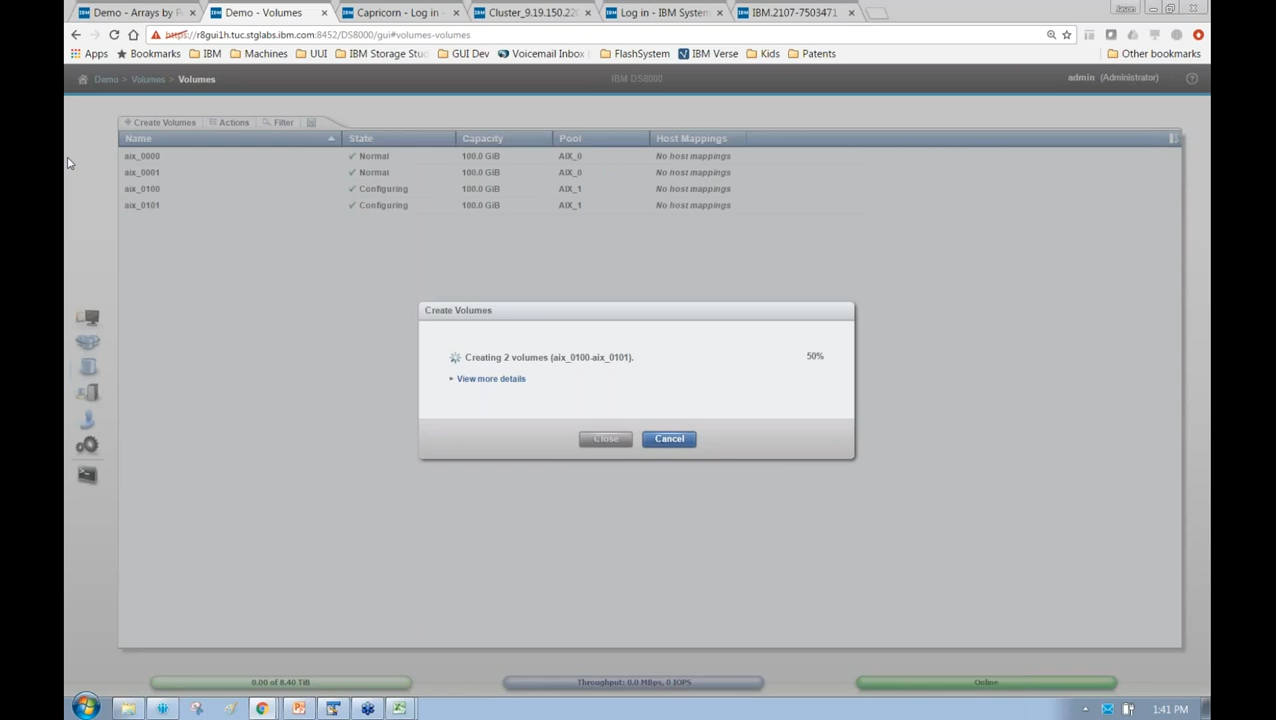 Demo - Arrays by P
Demo - Volumes
Capricorn - Log in -
Cluster_9.19.150.22
Log in - IBM System
IBM.2107-7503471
Jason
https://r8gui1h.tuc.stglabs.ibm.com:8452/DS8000/gui#volumes-volumes
Apps Bookmarks IBM Machines UUI IBM Storage Stud GUI Dev Voicemail Inbox FlashSystem IBM Verse Kids Patents Other bookmarks
Demo > Volumes > Volumes
IBM DS8000
admin (Administrator)
Create Volumes Actions Filter
Name State Capacity Pool Host Mappings
aix_0000 Normal 100.0 GiB AIX_0 No host mappings
aix_0001 Normal 100.0 GiB AIX_0 No host mappings
aix_0100 Configuring 100.0 GiB AIX_1 No host mappings
aix_0101 Configuring 100.0 GiB AIX_1 No host mappings
Create Volumes
Creating 2 volumes (aix_0100-aix_0101). 50%
View more details
Close Cancel
0.00 of 8.40 TiB
Throughput: 0.0 MBps, 0 IOPS
Online
1:41 PM